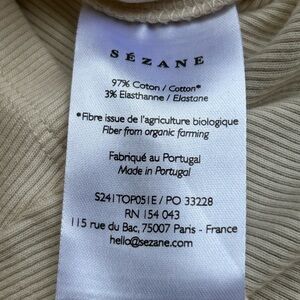 SÉZANE
97% Coton / Cotton*
3% Elasthanne / Elastane
*Fibre issue de l'agriculture biologique
Fiber from organic farming
Fabriqué au Portugal
Made in Portugal
S241TOP051E / PO 33228
RN 154 043
115 rue du Bac, 75007 Paris - France
hello@sezane.com